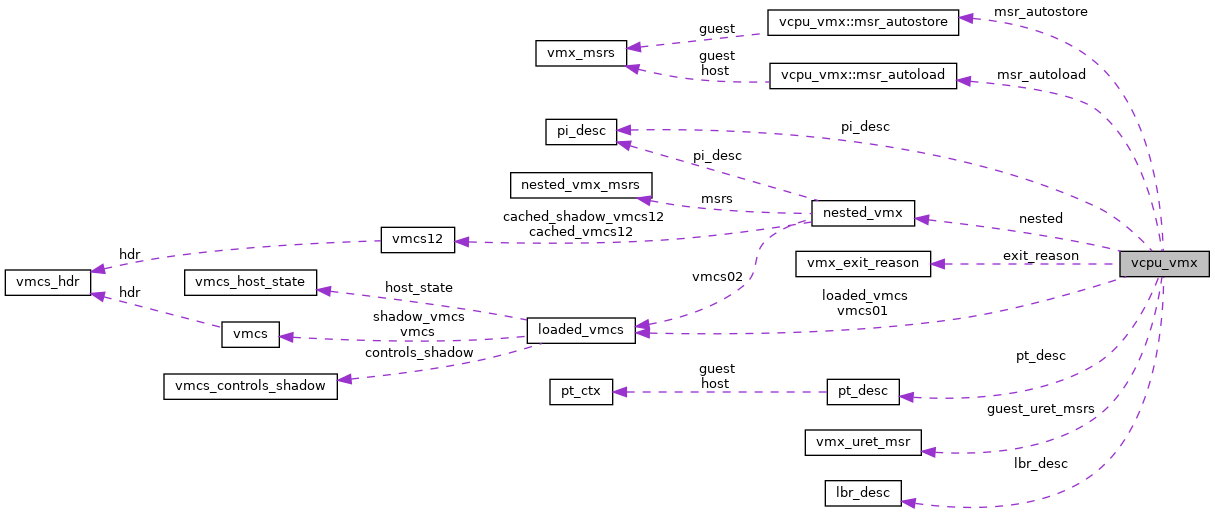 msr_autostore
vcpu_vmx::msr_autostore
guest
vmx_msrs
guest
host
vcpu_vmx::msr_autoload
msr_autoload
pi_desc
pi_desc
pi_desc
nested_vmx_msrs
msrs
nested_vmx
nested
cached_shadow_vmcs12
cached_vmcs12
vmcs12
hdr
vmx_exit_reason
exit_reason
vcpu_vmx
vmcs_hdr
vmcs_host_state
host_state
vmcs02
hdr
loaded_vmcs
vmcs01
shadow_vmcs
vmcs
vmcs
loaded_vmcs
controls_shadow
vmcs_controls_shadow
pt_desc
guest
host
pt_ctx
pt_desc
guest_uret_msrs
vmx_uret_msr
lbr_desc
lbr_desc